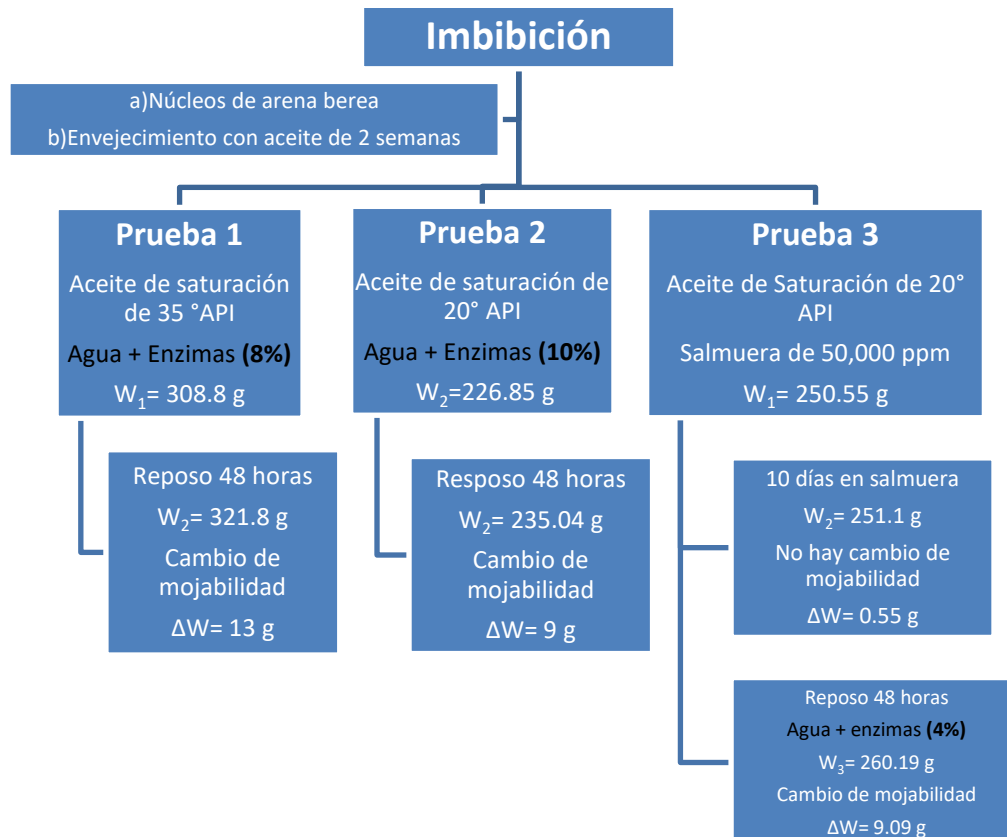 Imbibición
a)Núcleos de arena berea
b)Envejecimiento con aceite de 2 semanas
Prueba 1
Aceite de saturación
de 35 °API
Agua + Enzimas (8%)
W₁= 308.8 g
Reposo 48 horas
W₂= 321.8 g
Cambio de
mojabilidad
ΔW= 13 g
Prueba 2
Aceite de saturación de
20° API
Agua + Enzimas (10%)
W₂=226.85 g
Resposo 48 horas
W₂= 235.04 g
Cambio de
mojabilidad
ΔW= 9 g
Prueba 3
Aceite de Saturación de 20°
API
Salmuera de 50,000 ppm
W₁= 250.55 g
10 días en salmuera
W₂= 251.1 g
No hay cambio de
mojabilidad
ΔW= 0.55 g
Reposo 48 horas
Agua + enzimas (4%)
W₃= 260.19 g
Cambio de mojabilidad
ΔW= 9.09 g